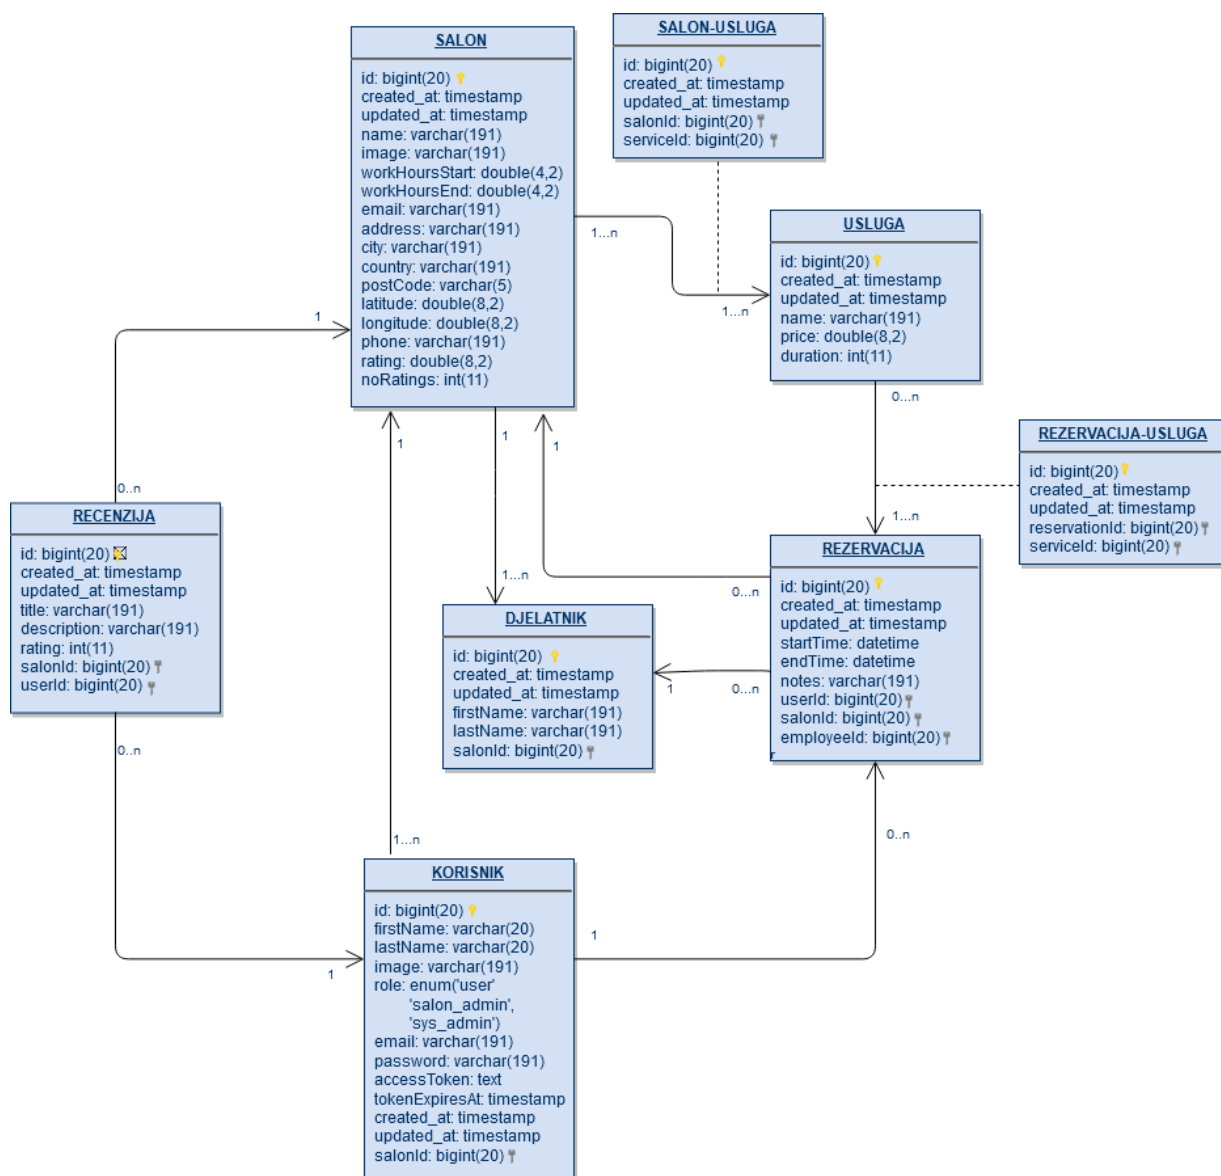 SALON
id: bigint(20)
created_at: timestamp
updated_at: timestamp
name: varchar(191)
image: varchar(191)
workHoursStart: double(4,2)
workHoursEnd: double(4,2)
email: varchar(191)
address: varchar(191)
city: varchar(191)
country: varchar(191)
postCode: varchar(5)
latitude: double(8,2)
longitude: double(8,2)
phone: varchar(191)
rating: double(8,2)
noRatings: int(11)
SALON-USLUGA
id: bigint(20)
created_at: timestamp
updated_at: timestamp
salonId: bigint(20)
serviceId: bigint(20)
1...n
1...n
USLUGA
id: bigint(20)
created_at: timestamp
updated_at: timestamp
name: varchar(191)
price: double(8,2)
duration: int(11)
1
0..n
0...n
1...n
REZERVACIJA-USLUGA
id: bigint(20)
created_at: timestamp
updated_at: timestamp
reservationId: bigint(20)
serviceId: bigint(20)
1
1
1
1...n
0...n
RECENZIJA
id: bigint(20)
created_at: timestamp
updated_at: timestamp
title: varchar(191)
description: varchar(191)
rating: int(11)
salonId: bigint(20)
userId: bigint(20)
REZERVACIJA
id: bigint(20)
created_at: timestamp
updated_at: timestamp
startTime: datetime
endTime: datetime
notes: varchar(191)
userId: bigint(20)
salonId: bigint(20)
employeeId: bigint(20)
r
DJELATNIK
id: bigint(20)
created_at: timestamp
updated_at: timestamp
firstName: varchar(191)
lastName: varchar(191)
salonId: bigint(20)
1
0...n
0..n
1...n
0..n
1
1
KORISNIK
id: bigint(20)
firstName: varchar(20)
lastName: varchar(20)
image: varchar(191)
role: enum('user'
'salon_admin',
'sys_admin')
email: varchar(191)
password: varchar(191)
accessToken: text
tokenExpiresAt: timestamp
created_at: timestamp
updated_at: timestamp
salonId: bigint(20)